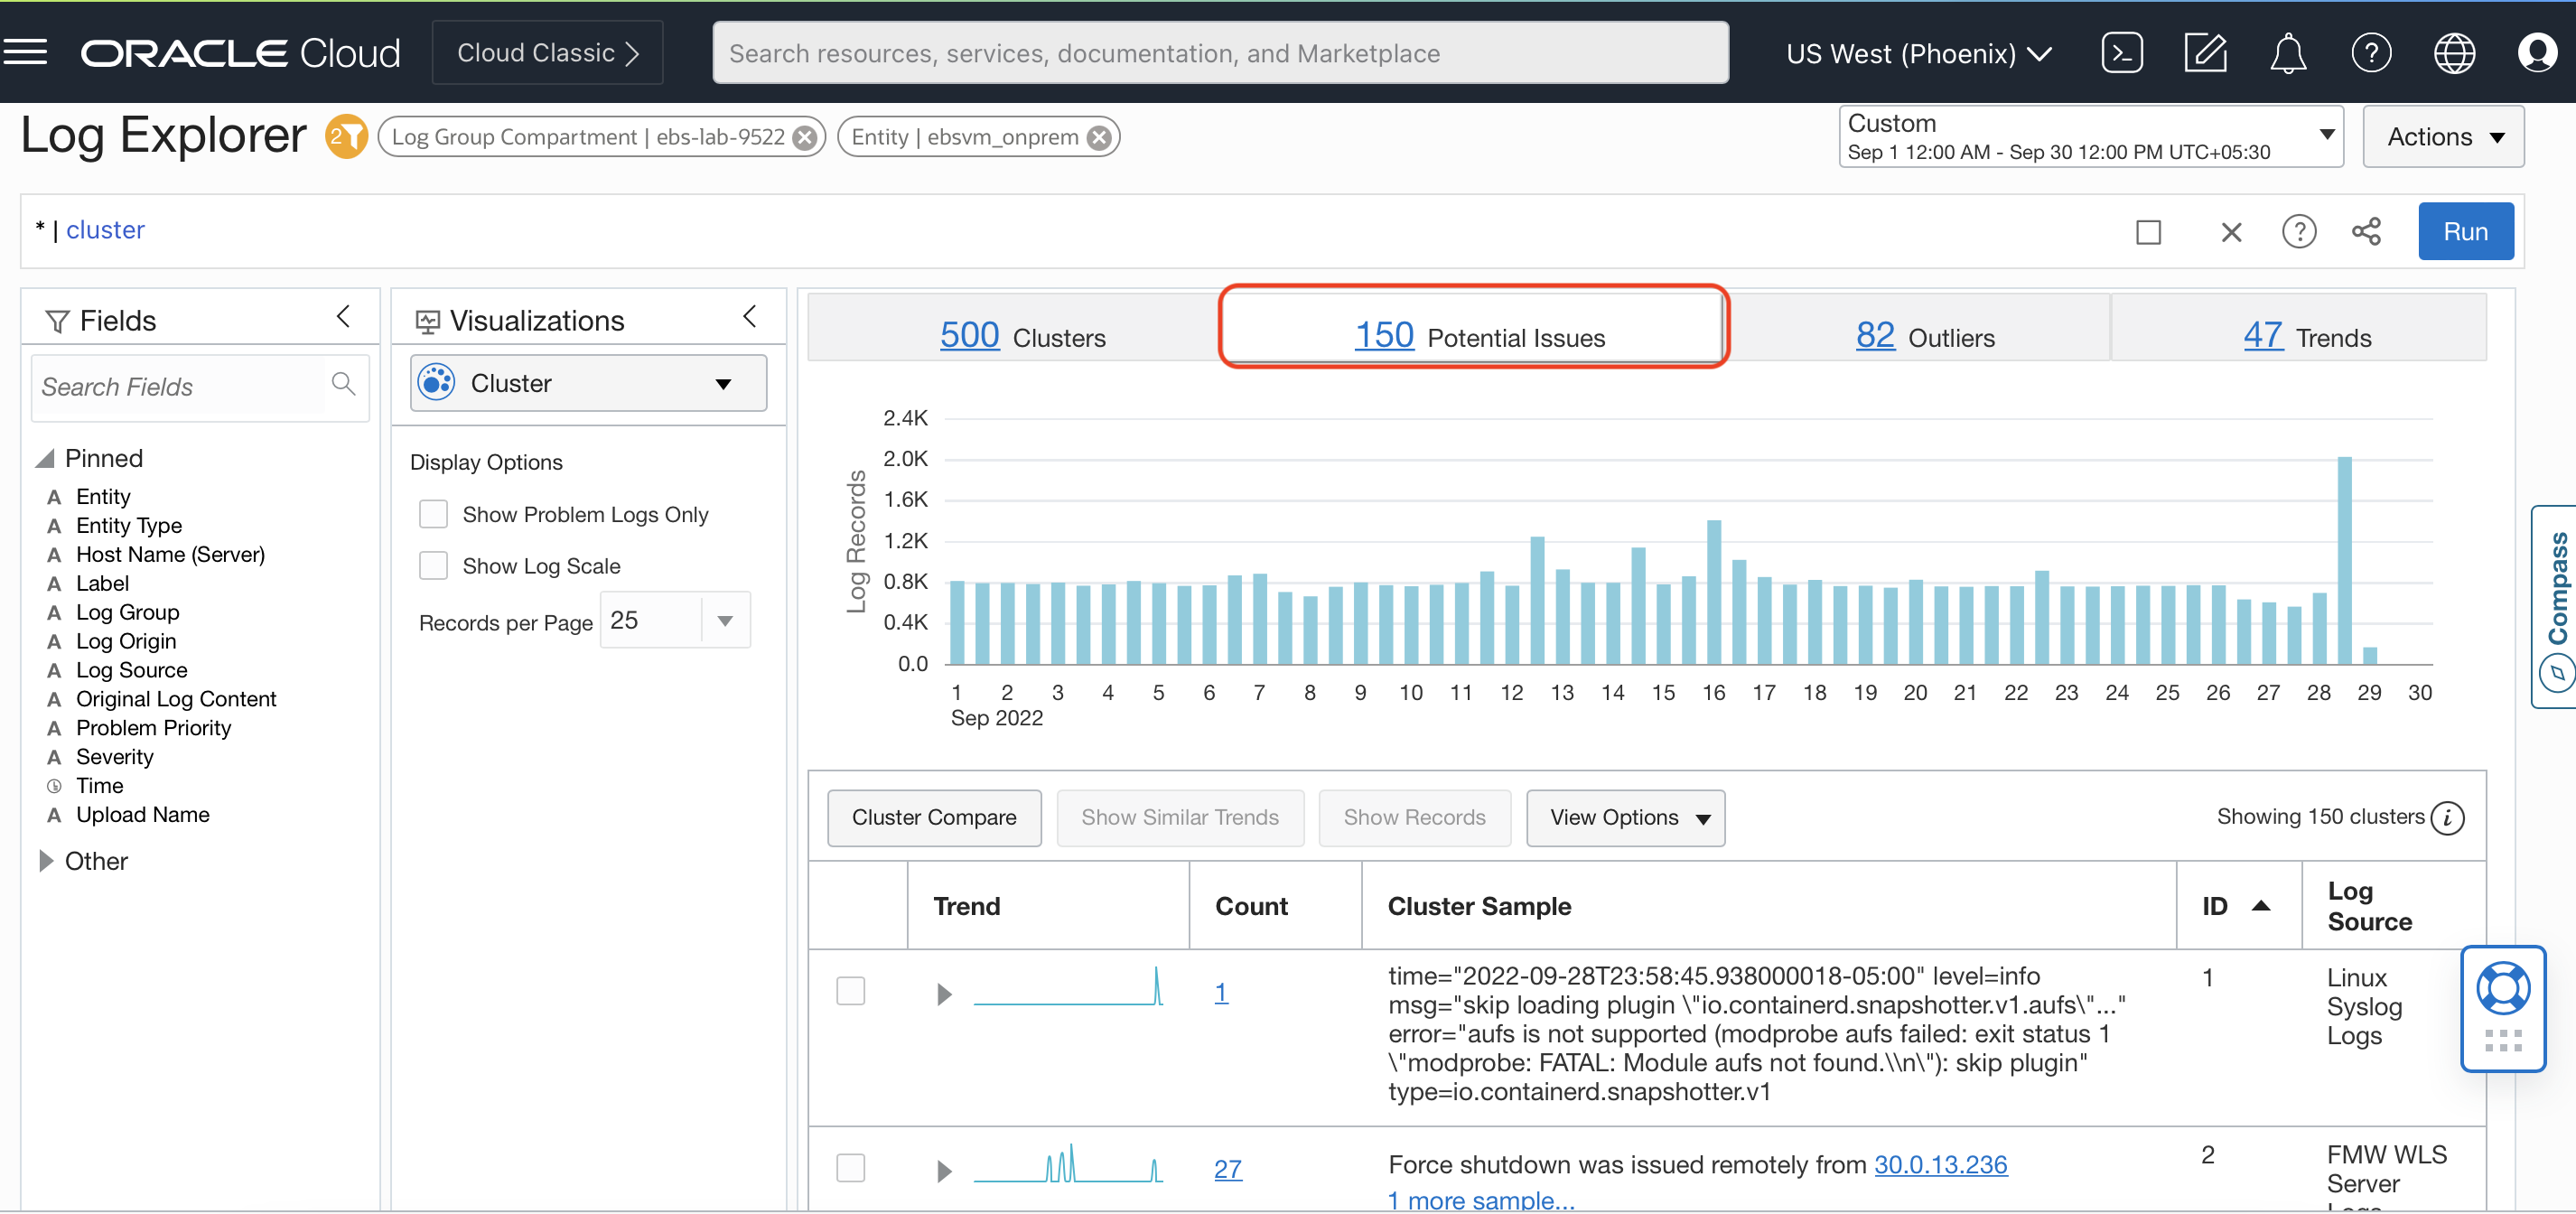 ORACLE Cloud
Cloud Classic
Search resources, services, documentation, and Marketplace
US West (Phoenix)
Log Explorer
2
Log Group Compartment | ebs-lab-9522
Entity | ebsvm_onprem
Custom
Sep 1 12:00 AM - Sep 30 12:00 PM UTC+05:30
Actions
* | cluster
Run
Fields
Search Fields
Pinned
A Entity
A Entity Type
A Host Name (Server)
A Label
A Log Group
A Log Origin
A Log Source
A Original Log Content
A Problem Priority
A Severity
Time
A Upload Name
Other
Visualizations
Cluster
Display Options
Show Problem Logs Only
Show Log Scale
Records per Page 25
500 Clusters
150 Potential Issues
82 Outliers
47 Trends
Log Records
2.4K
2.0K
1.6K
1.2K
0.8K
0.4K
0.0
1 2 3 4 5 6 7 8 9 10 11 12 13 14 15 16 17 18 19 20 21 22 23 24 25 26 27 28 29 30
Sep 2022
Compass
Cluster Compare
Show Similar Trends
Show Records
View Options
Showing 150 clusters
Trend
Count
Cluster Sample
ID
Log
Source
1
time="2022-09-28T23:58:45.938000018-05:00" level=info
msg="skip loading plugin \"io.containerd.snapshotter.v1.aufs\"..."
error="aufs is not supported (modprobe aufs failed: exit status 1
\"modprobe: FATAL: Module aufs not found.\\n\"): skip plugin"
type=io.containerd.snapshotter.v1
1
Linux
Syslog
Logs
27
Force shutdown was issued remotely from 30.0.13.236
1 more sample...
2
FMW WLS
Server
Logs